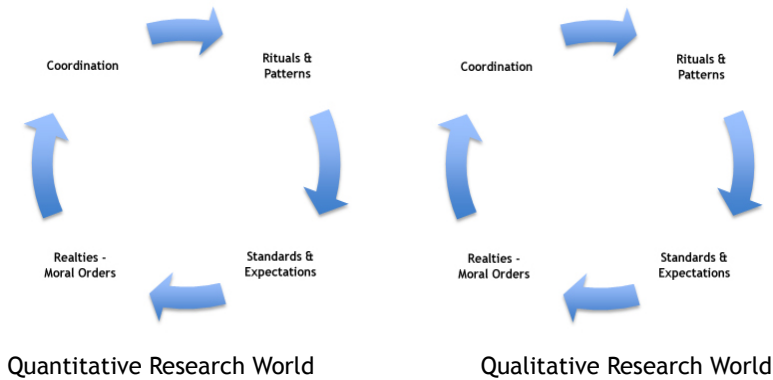 Coordination
Rituals &
Patterns
Standards &
Expectations
Realties -
Moral Orders
Quantitative Research World
Coordination
Rituals &
Patterns
Standards &
Expectations
Realties -
Moral Orders
Qualitative Research World